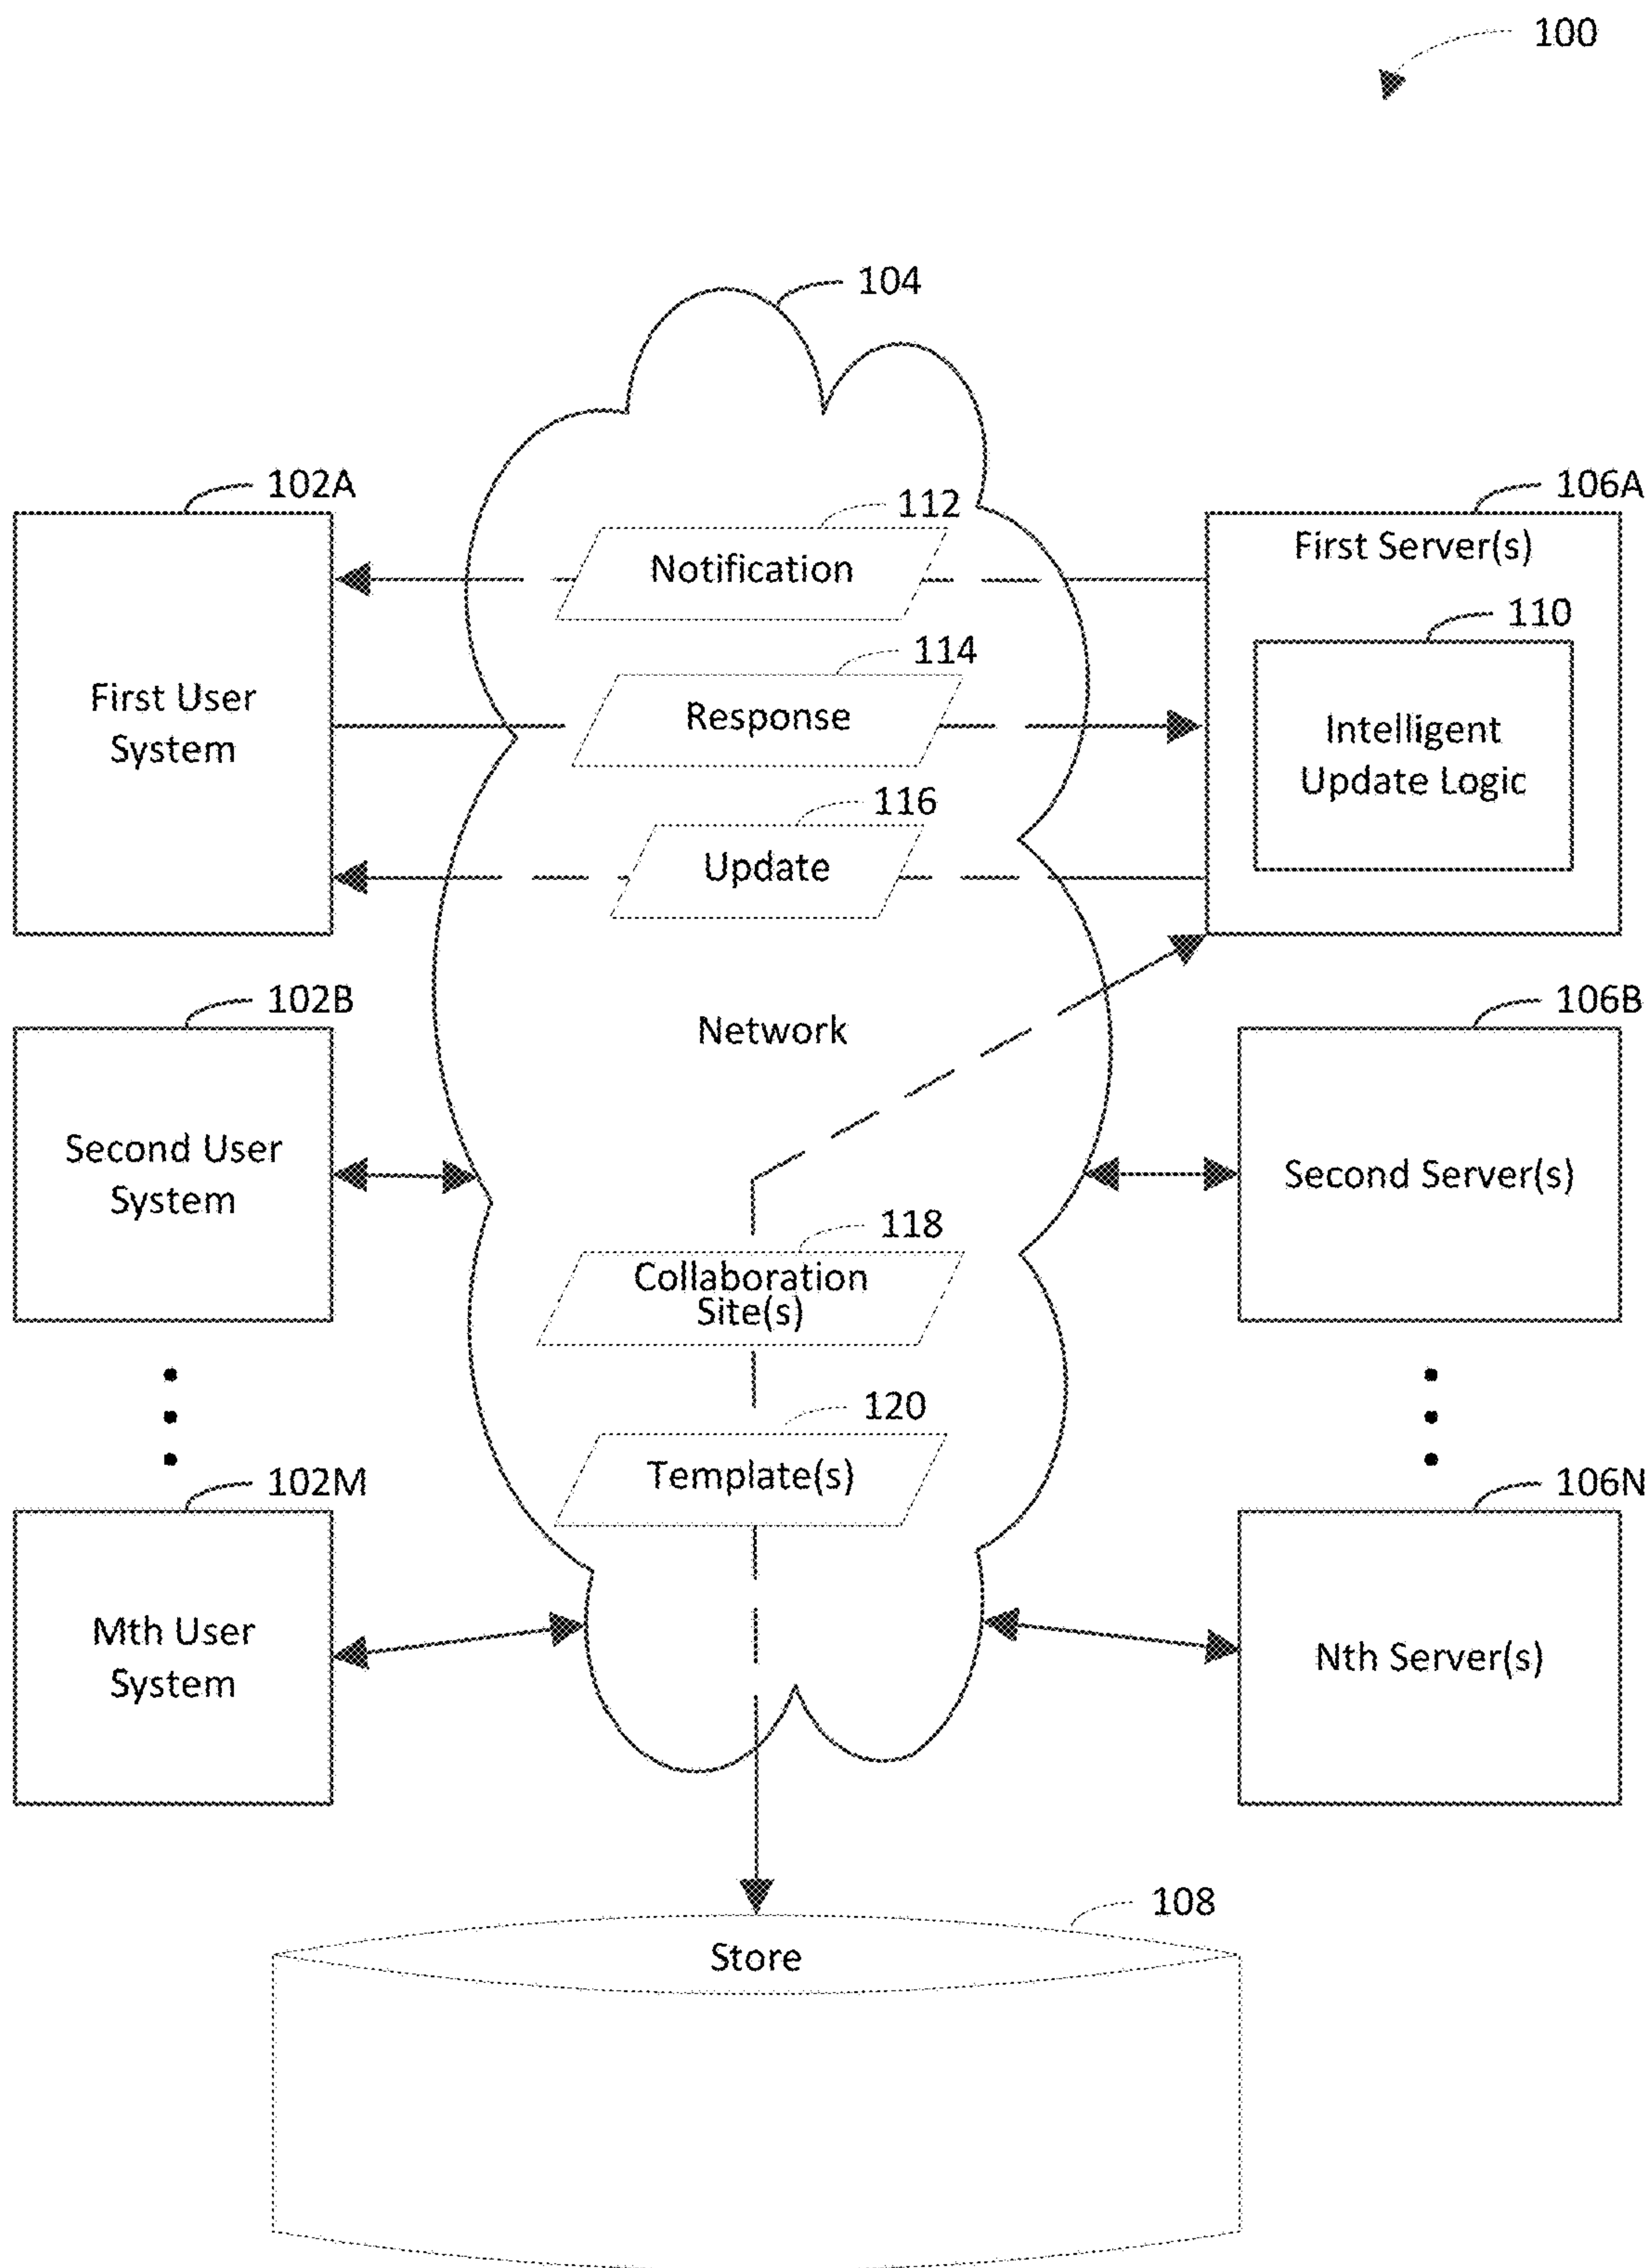 100
104
102A
112
106A
Notification
First Server(s)
110
114
First User
System
Response
Intelligent
Update Logic
116
Update
102B
Network
106B
Second User
System
Second Server(s)
118
Collaboration
Site(s)
120
Template(s)
102M
106N
Mth User
System
Nth Server(s)
108
Store